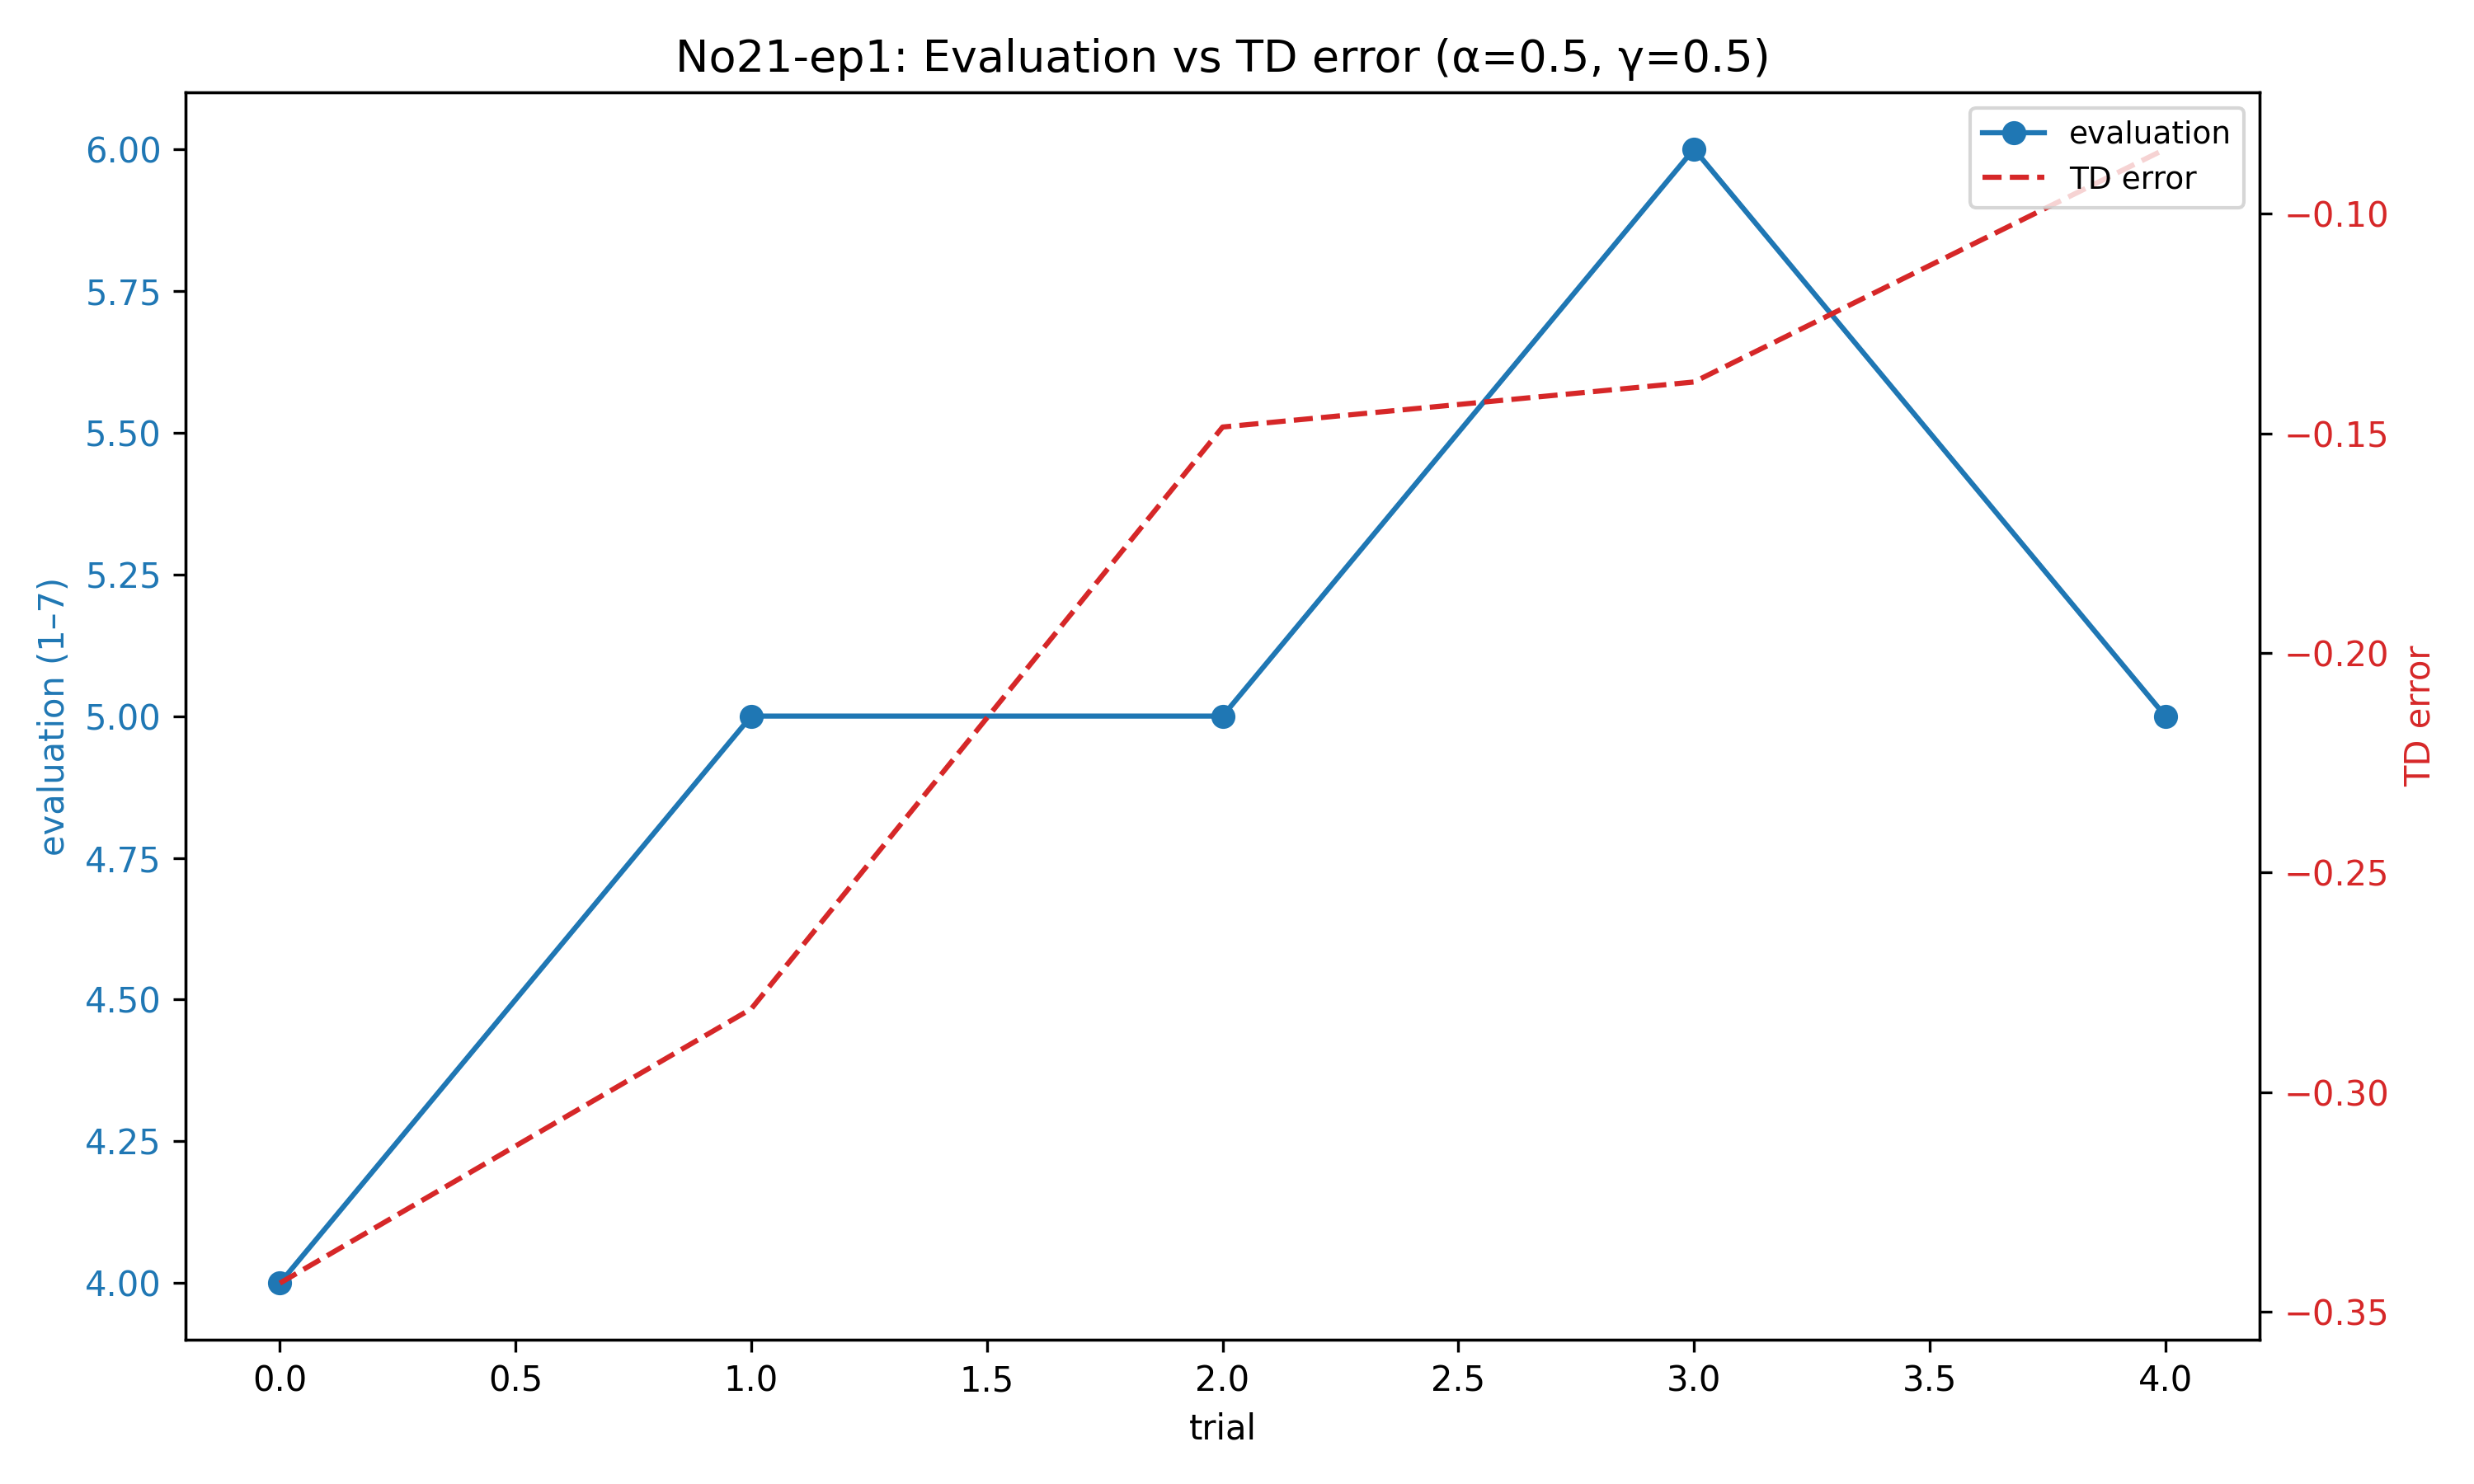 No21-ep1: Evaluation vs TD error (α=0.5, γ=0.5)
evaluation
TD error
6.00
5.75
5.50
5.25
5.00
4.75
4.50
4.25
4.00
evaluation (1–7)
−0.10
−0.15
−0.20
−0.25
−0.30
−0.35
TD error
0.0 0.5 1.0 1.5 2.0 2.5 3.0 3.5 4.0
trial